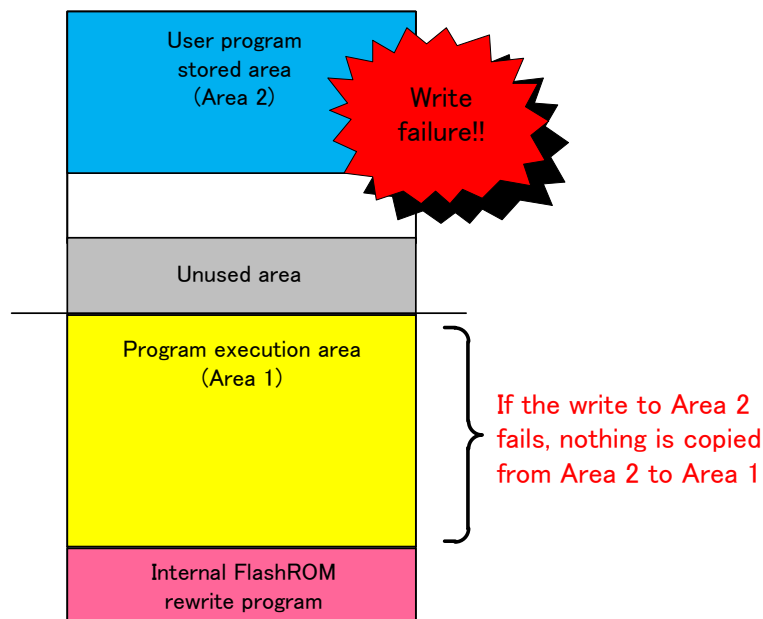 User program
stored area
(Area 2)
Write
failure!!
Unused area
Program execution area
(Area 1)
If the write to Area 2
fails, nothing is copied
from Area 2 to Area 1
Internal FlashROM
rewrite program